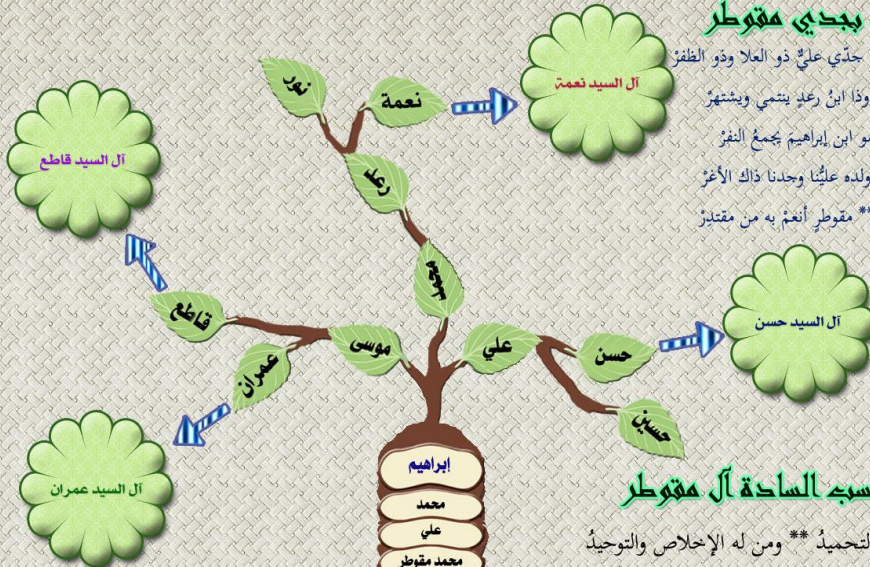 بجدي مقوطر
جدّي عليٌّ ذو العلا وذو الظفرْ
وذا ابنُ رعدٍ ينتمي ويشتهرْ
ابن إبراهيمَ يجمعُ النفرْ
ولده عليُّنا وجدنا ذاك الأغرْ
** مقوطرٍ أنعمْ به من مقتدِرْ
نور
نعمة
آل السيد نعمة
رعد
آل السيد قاطع
محمد
قاطع
موسى
عمران
علي
حسن
حسين
آل السيد حسن
آل السيد عمران
إبراهيم
محمد
علي
محمد مقوطر
السادة آل مقوطر
التحميدُ ** ومن له الإخلاص والتوحيدُ